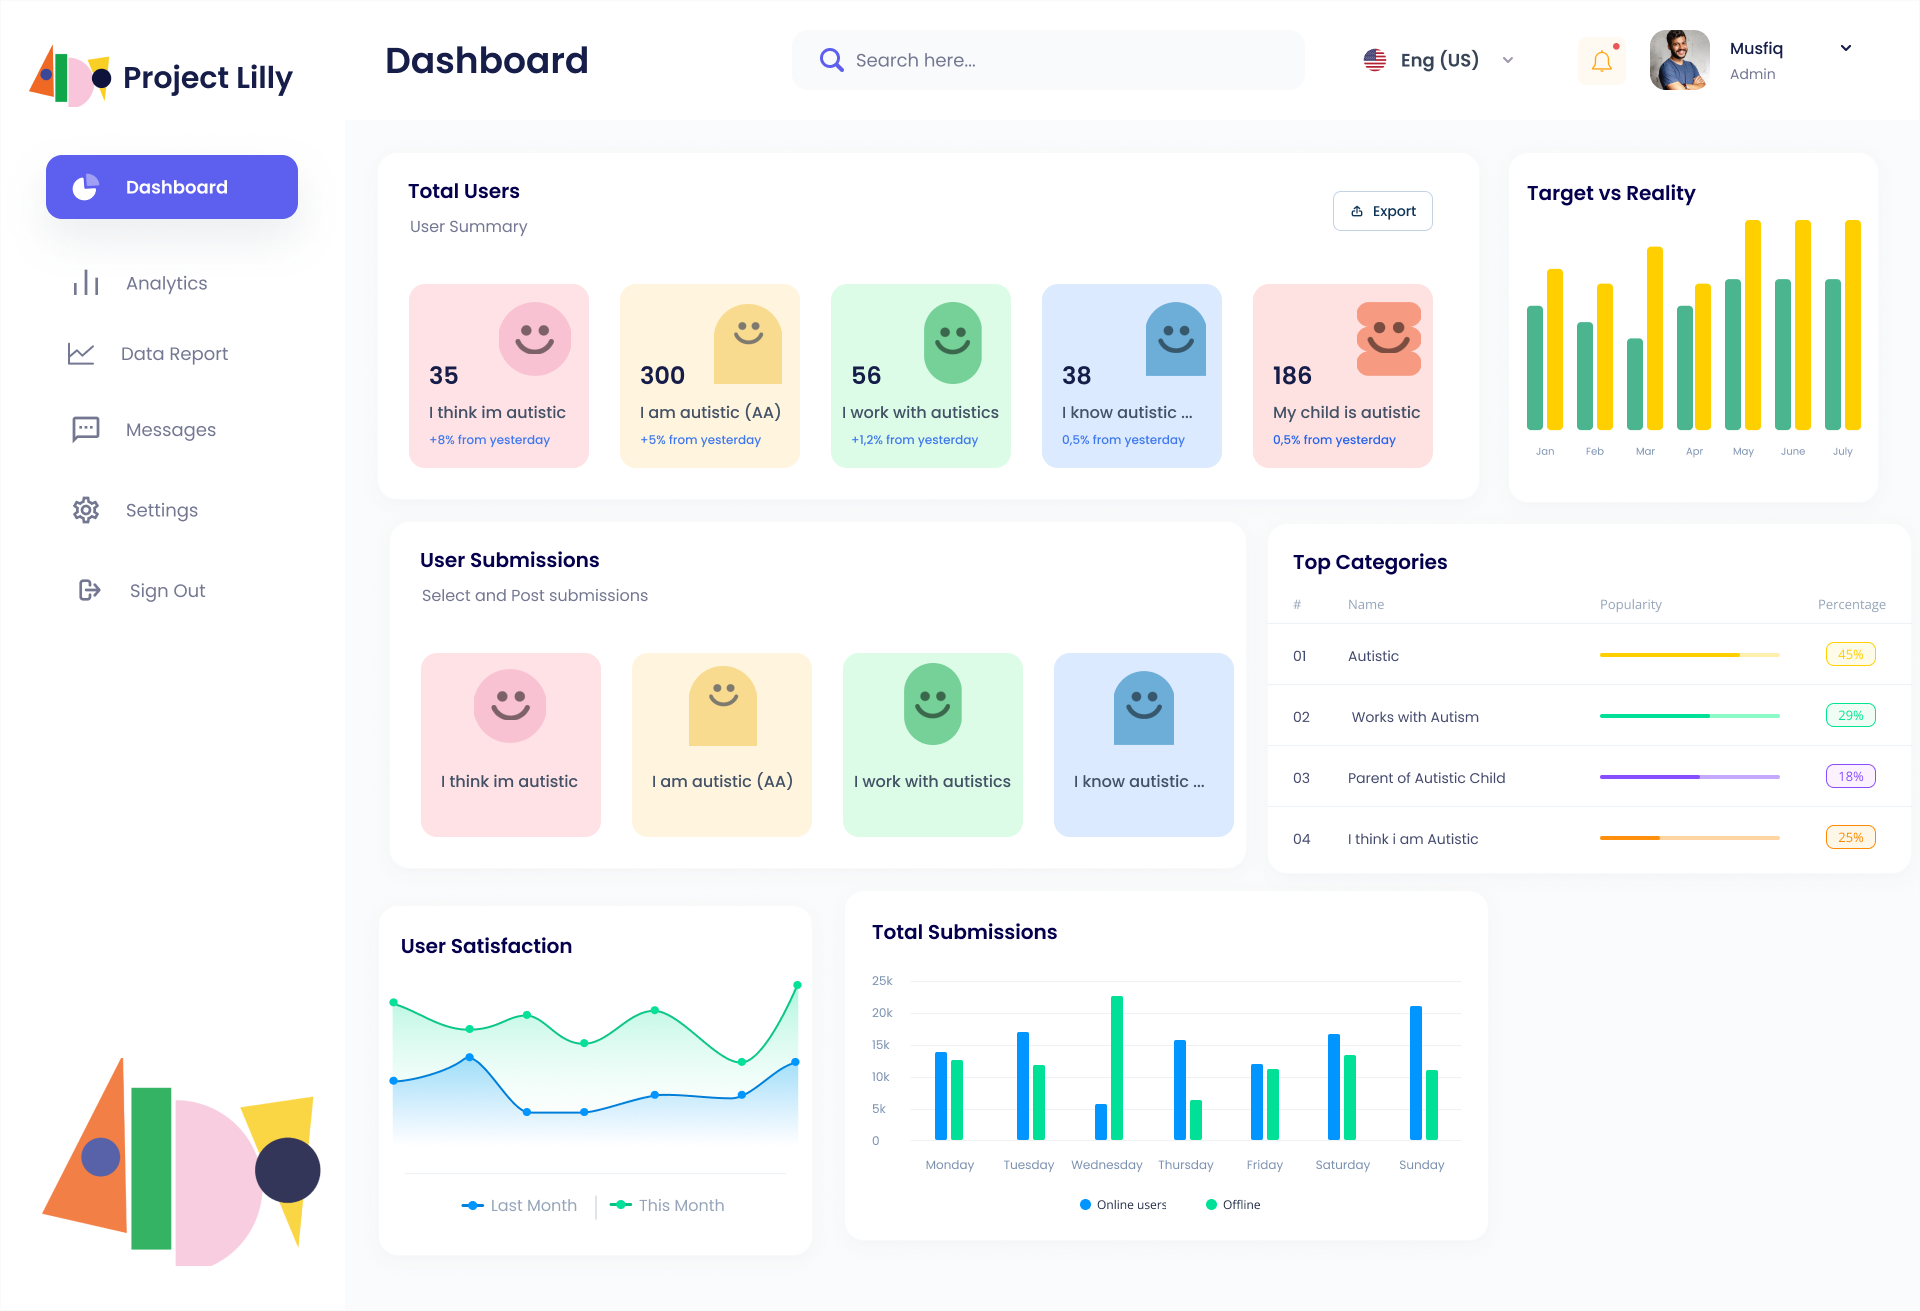 Project Lilly
Dashboard
Search here...
Eng (US)
Musfiq
Admin
Dashboard
Analytics
Data Report
Messages
Settings
Sign Out
Total Users
User Summary
Export
35
I think im autistic
+8% from yesterday
300
I am autistic (AA)
+5% from yesterday
56
I work with autistics
+1,2% from yesterday
38
I know autistic ...
0,5% from yesterday
186
My child is autistic
0,5% from yesterday
Target vs Reality
Jan Feb Mar Apr May June July
User Submissions
Select and Post submissions
I think im autistic
I am autistic (AA)
I work with autistics
I know autistic ...
Top Categories
# Name Popularity Percentage
01 Autistic 45%
02 Works with Autism 29%
03 Parent of Autistic Child 18%
04 I think i am Autistic 25%
User Satisfaction
Last Month This Month
Total Submissions
25k
20k
15k
10k
5k
0
Monday Tuesday Wednesday Thursday Friday Saturday Sunday
Online users Offline